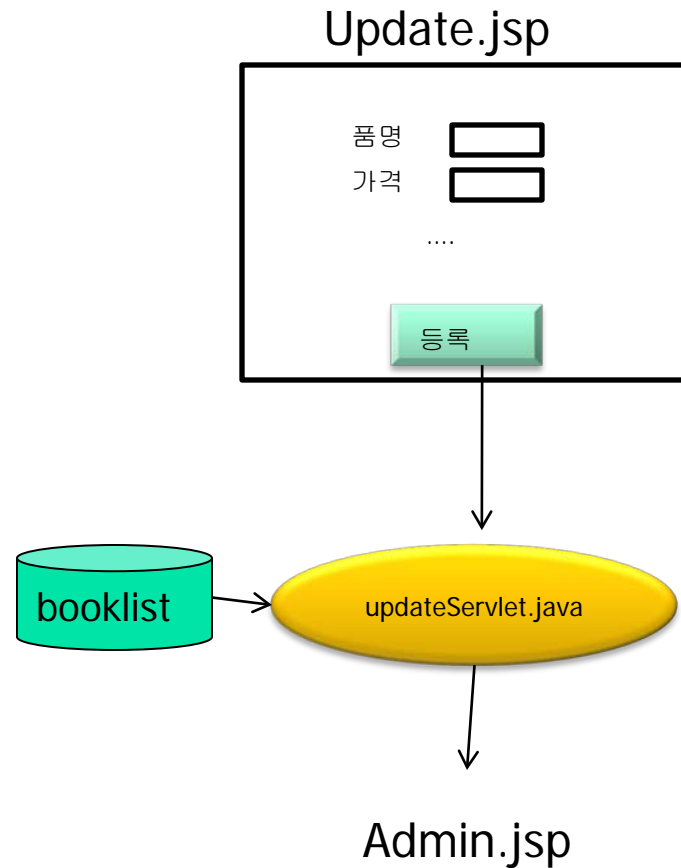 Update.jsp
품명
가격
....
등록
booklist
updateServlet.java
Admin.jsp